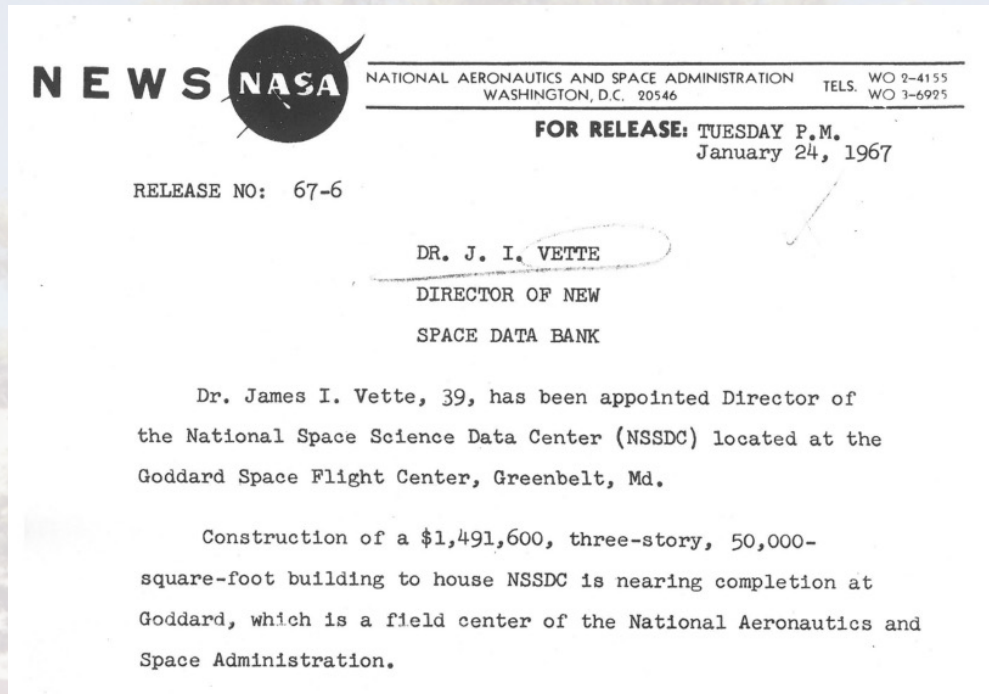 NEWS NASA
NATIONAL AERONAUTICS AND SPACE ADMINISTRATION
WASHINGTON, D.C. 20546
TELS. WO 2-4155
WO 3-6925
FOR RELEASE: TUESDAY P.M.
January 24, 1967
RELEASE NO: 67-6
DR. J. I. VETTE
DIRECTOR OF NEW
SPACE DATA BANK
Dr. James I. Vette, 39, has been appointed Director of
the National Space Science Data Center (NSSDC) located at the
Goddard Space Flight Center, Greenbelt, Md.
Construction of a $1,491,600, three-story, 50,000-
square-foot building to house NSSDC is nearing completion at
Goddard, which is a field center of the National Aeronautics and
Space Administration.